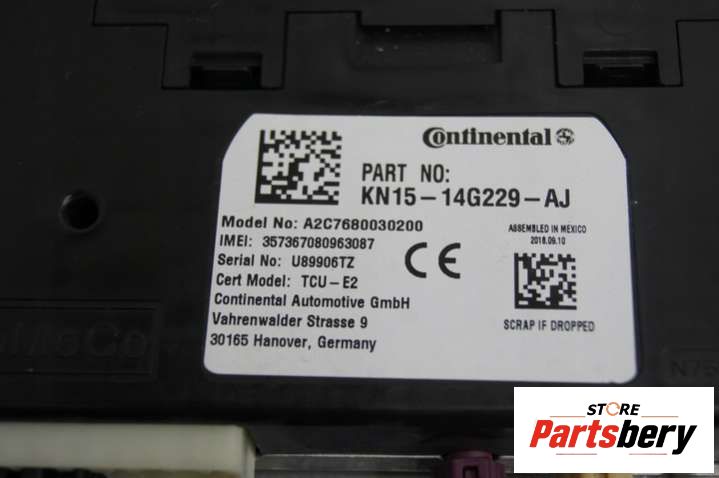 Continental
PART NO:
KN15-14G229-AJ
Model No: A2C7680030200
IMEI: 357367080963087
Serial No: U89906TZ
Cert Model: TCU-E2
Continental Automotive GmbH
Vahrenwalder Strasse 9
30165 Hanover, Germany
CE
ASSEMBLED IN MEXICO
2018.09.10
SCRAP IF DROPPED
STORE
Partsbery